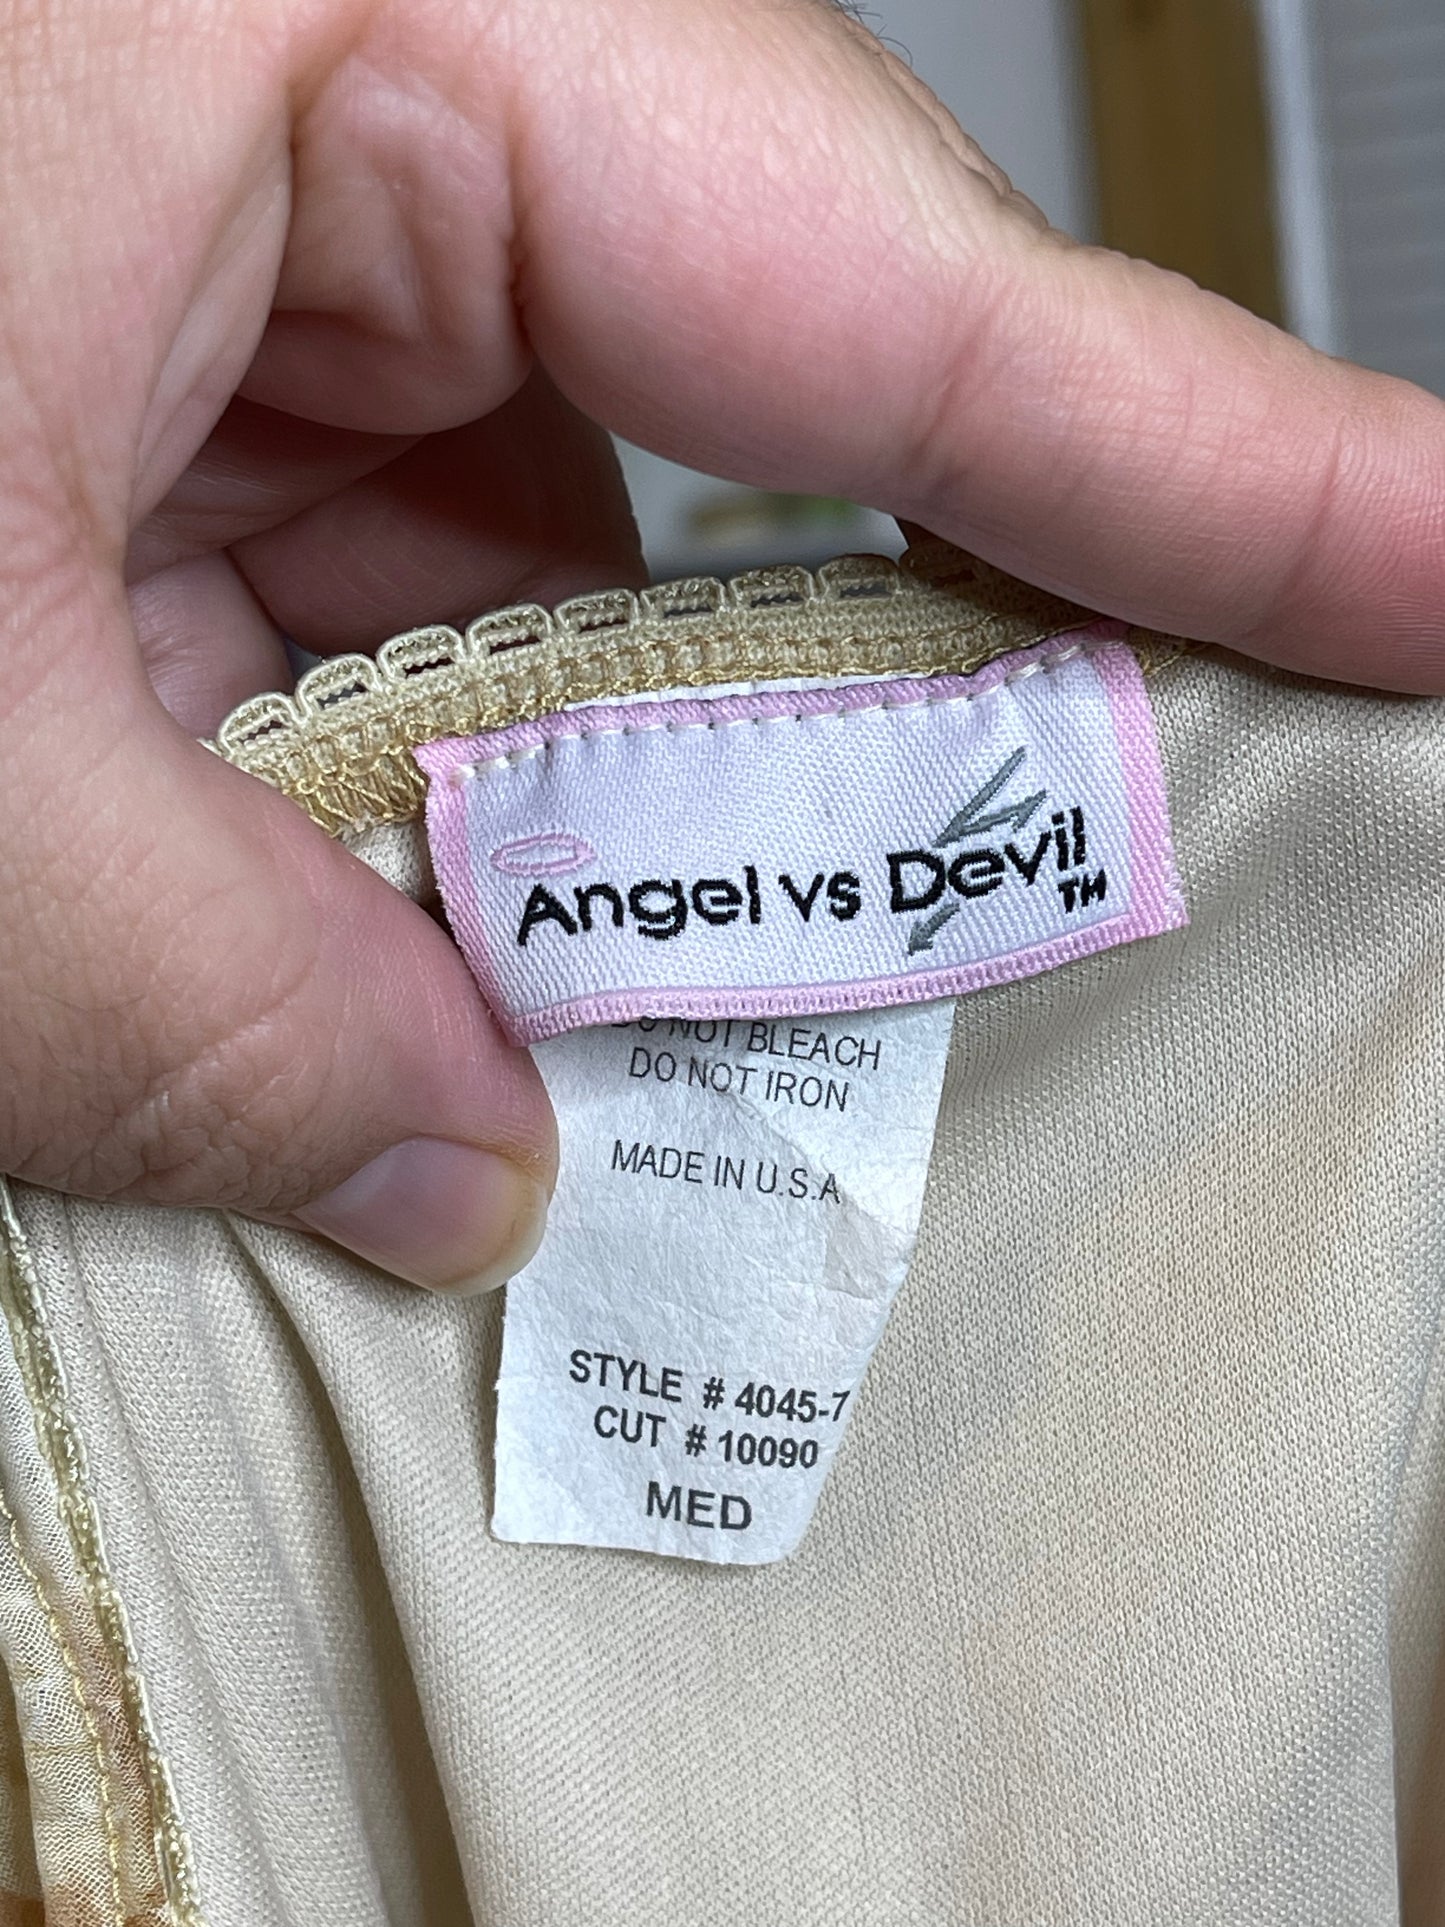 Angel vs Devil
TM
DO NOT BLEACH
DO NOT IRON
MADE IN U.S.A
STYLE # 4045-7
CUT # 10090
MED